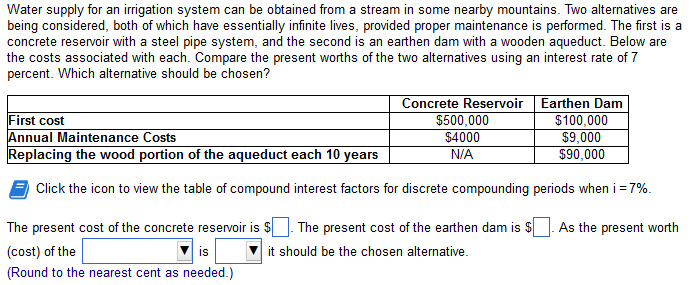 Water supply for an irrigation system can be obtained from a stream in some nearby mountains. Two alternatives are
being considered, both of which have essentially infinite lives, provided proper maintenance is performed. The first is a
concrete reservoir with a steel pipe system, and the second is an earthen dam with a wooden aqueduct. Below are
the costs associated with each. Compare the present worths of the two alternatives using an interest rate of 7
percent. Which alternative should be chosen?
Concrete Reservoir Earthen Dam
First cost $500,000 $100,000
Annual Maintenance Costs $4000 $9,000
Replacing the wood portion of the aqueduct each 10 years N/A $90,000
Click the icon to view the table of compound interest factors for discrete compounding periods when i = 7%.
The present cost of the concrete reservoir is $ . The present cost of the earthen dam is $ . As the present worth
(cost) of the is it should be the chosen alternative.
(Round to the nearest cent as needed.)